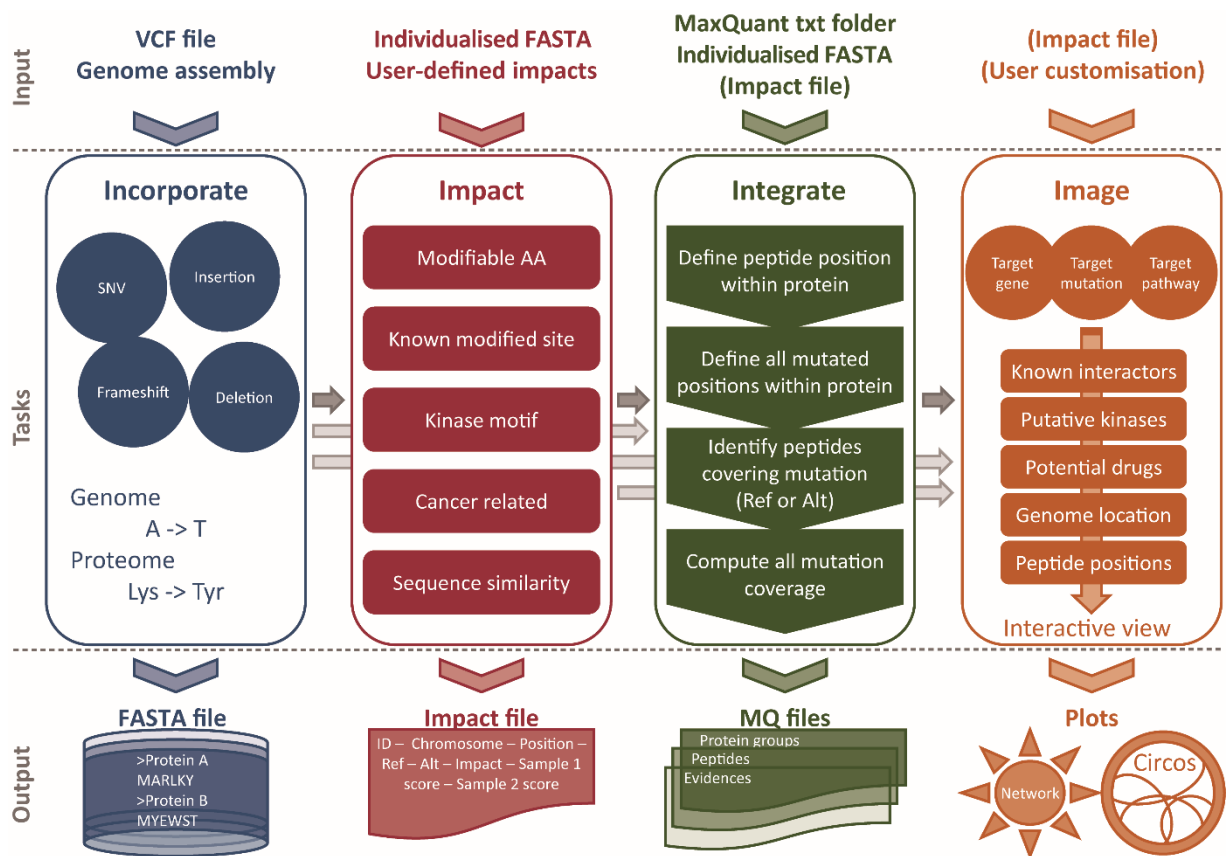 Input
VCF file
Genome assembly
Individualised FASTA
User-defined impacts
MaxQuant txt folder
Individualised FASTA
(Impact file)
(Impact file)
(User customisation)
Tasks
Incorporate
SNV
Insertion
Frameshift
Deletion
Genome
A -> T
Proteome
Lys -> Tyr
Impact
Modifiable AA
Known modified site
Kinase motif
Cancer related
Sequence similarity
Integrate
Define peptide position
within protein
Define all mutated
positions within protein
Identify peptides
covering mutation
(Ref or Alt)
Compute all mutation
coverage
Image
Target
gene
Target
mutation
Target
pathway
Known interactors
Putative kinases
Potential drugs
Genome location
Peptide positions
Interactive view
Output
FASTA file
>Protein A
MARLKY
>Protein B
MYEWST
Impact file
ID – Chromosome – Position –
Ref – Alt – Impact – Sample 1
score – Sample 2 score
MQ files
Protein groups
Peptides
Evidences
Plots
Network
Circos